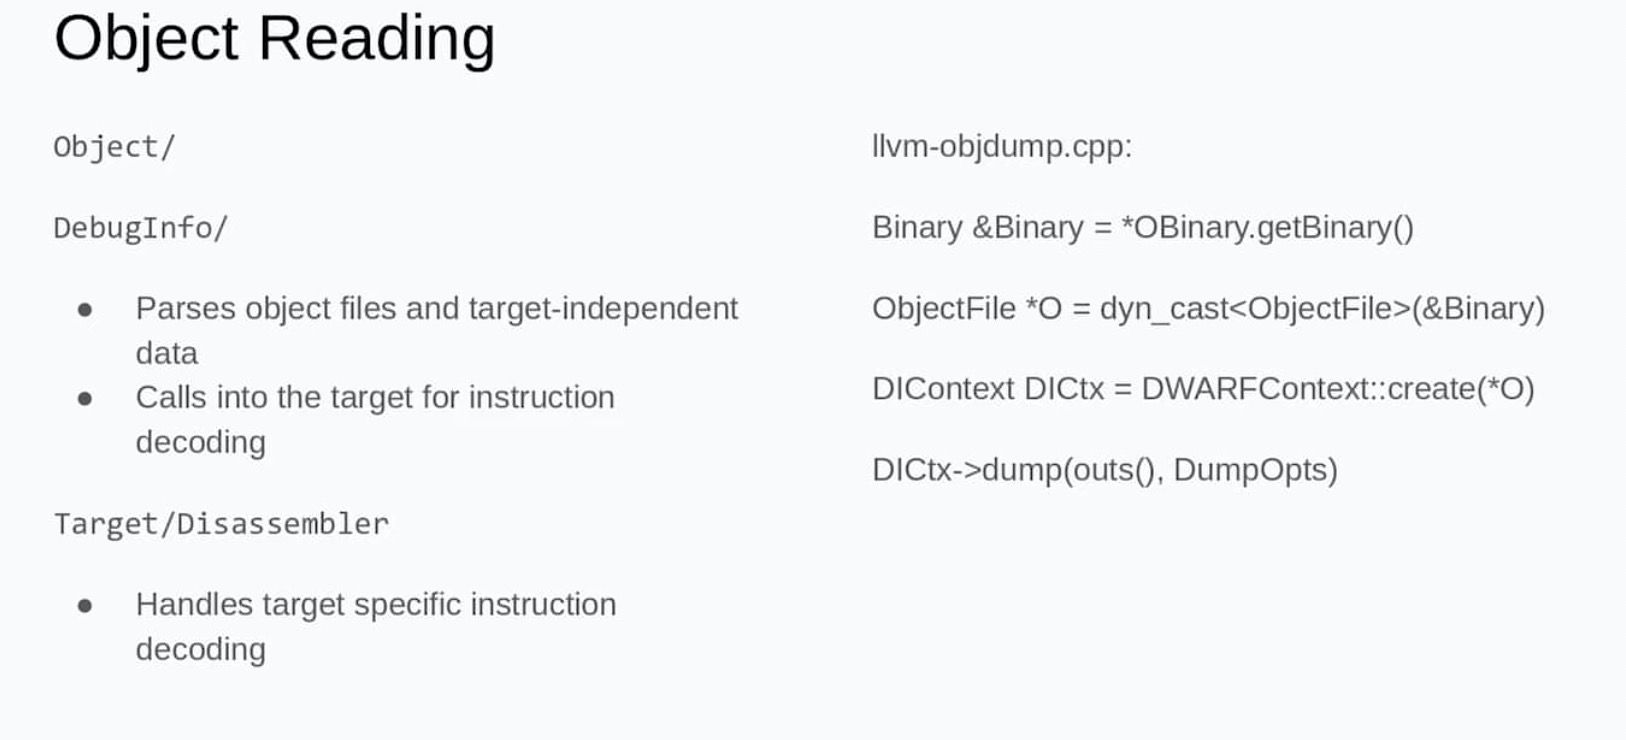 Object Reading
Object/
DebugInfo/
● Parses object files and target-independent
data
● Calls into the target for instruction
decoding
Target/Disassembler
● Handles target specific instruction
decoding
llvm-objdump.cpp:
Binary &Binary = *OBinary.getBinary()
ObjectFile *O = dyn_cast<ObjectFile>(&Binary)
DIContext DICtx = DWARFContext::create(*O)
DICtx->dump(outs(), DumpOpts)